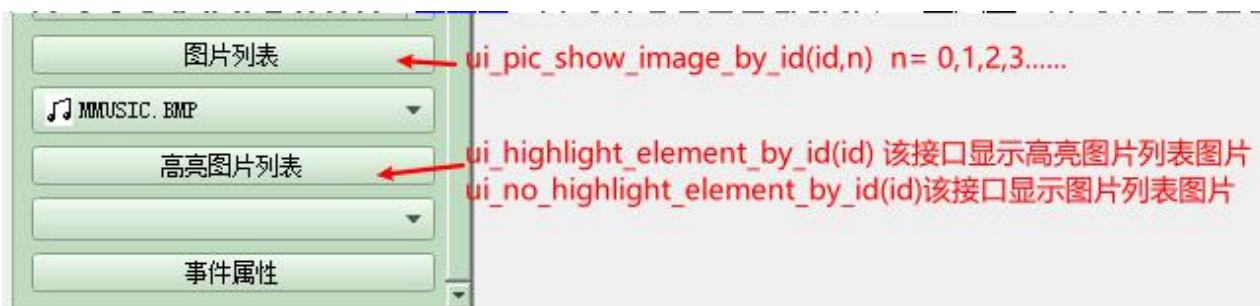 图片列表
ui_pic_show_image_by_id(id,n)  n= 0,1,2,3......
MMUSIC.BMP
高亮图片列表
ui_highlight_element_by_id(id) 该接口显示高亮图片列表图片
ui_no_highlight_element_by_id(id)该接口显示图片列表图片
事件属性